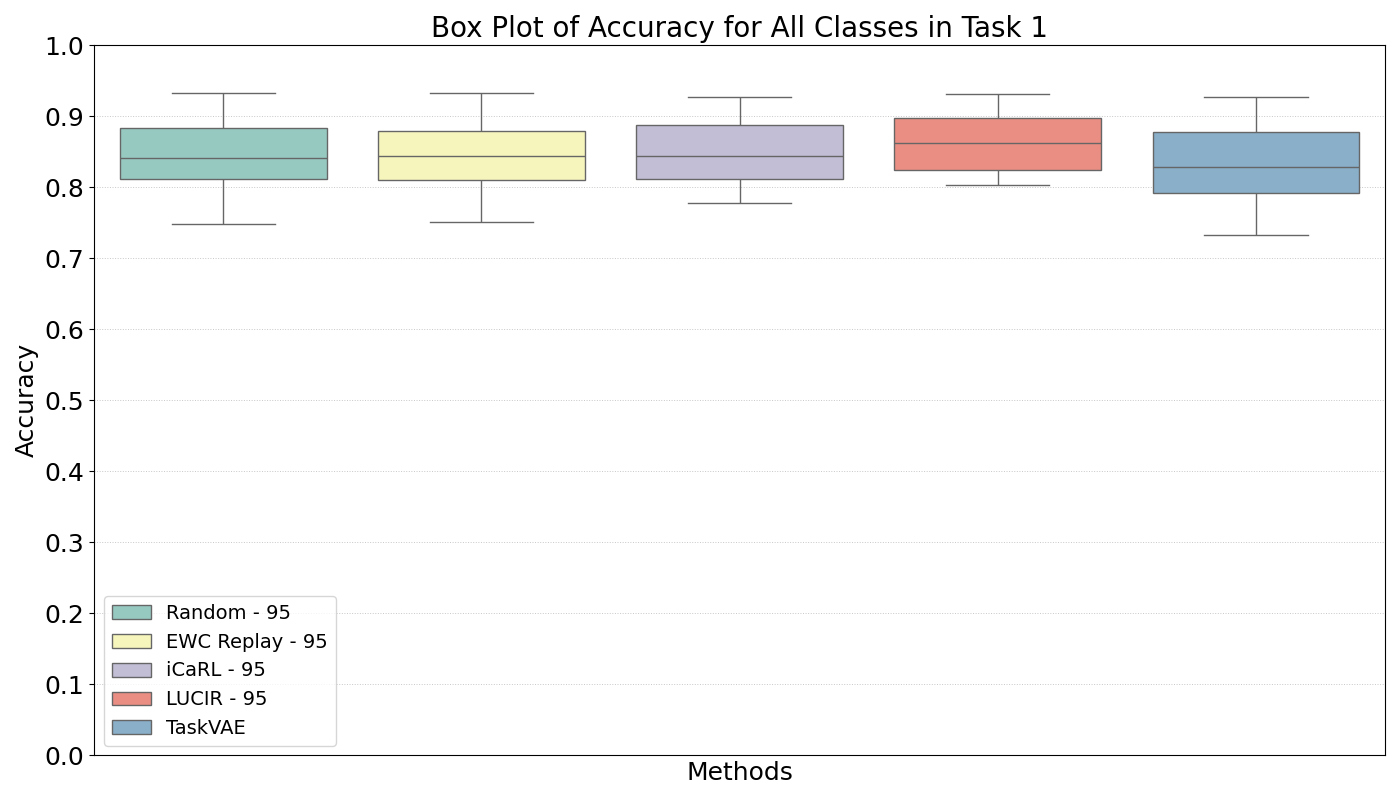 Box Plot of Accuracy for All Classes in Task 1
1.0
0.9
0.8
0.7
0.6
0.5
0.4
0.3
0.2
0.1
0.0
Accuracy
Random - 95
EWC Replay - 95
iCaRL - 95
LUCIR - 95
TaskVAE
Methods